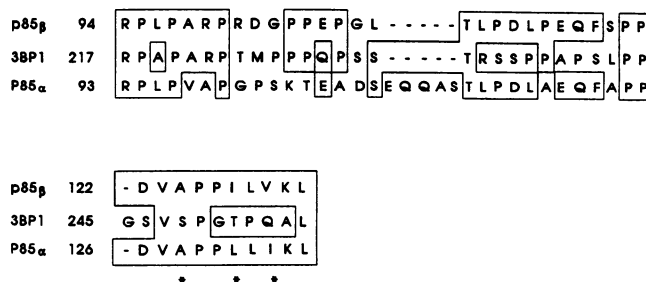 p85β 94 R P L P A R P R D G P P E P G L - - - - - T L P D L P E Q F S P P
3BP1 217 R P A P A R P T M P P P Q P S S - - - - - T R S S P P A P S L P P
P85α 93 R P L P V A P G P S K T E A D S E Q Q A S T L P D L A E Q F A P P
p85β 122 - D V A P P I L V K L
3BP1 245 G S V S P G T P Q A L
P85α 126 - D V A P P L L I K L
* * *